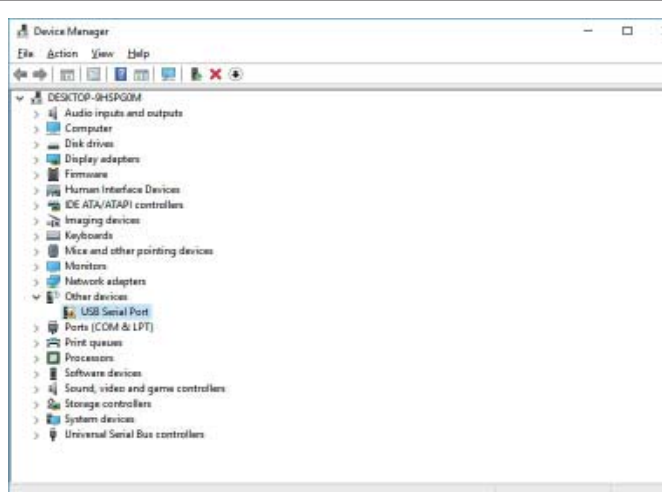 Device Manager
File Action View Help
DESKTOP-9HSPG0M
Audio inputs and outputs
Computer
Disk drives
Display adapters
Firmware
Human Interface Devices
IDE ATA/ATAPI controllers
Imaging devices
Keyboards
Mice and other pointing devices
Monitors
Network adapters
Other devices
USB Serial Port
Ports (COM & LPT)
Print queues
Processors
Software devices
Sound, video and game controllers
Storage controllers
System devices
Universal Serial Bus controllers